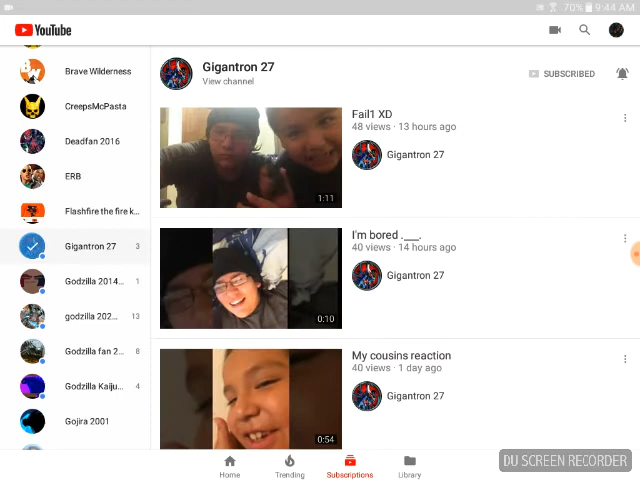 70% 9:44 AM
YouTube
Brave Wilderness
CreepsMcPasta
Deadfan 2016
ERB
Flashfire the fire k...
Gigantron 27 3
Godzilla 2014... 1
godzilla 202... 13
Godzilla fan 2... 8
Godzilla Kaiju... 4
Gojira 2001
Gigantron 27
View channel
SUBSCRIBED
Fail1 XD
48 views · 13 hours ago
Gigantron 27
1:11
I'm bored .___.
40 views · 14 hours ago
Gigantron 27
0:10
My cousins reaction
40 views · 1 day ago
Gigantron 27
0:54
Home Trending Subscriptions Library
DU SCREEN RECORDER